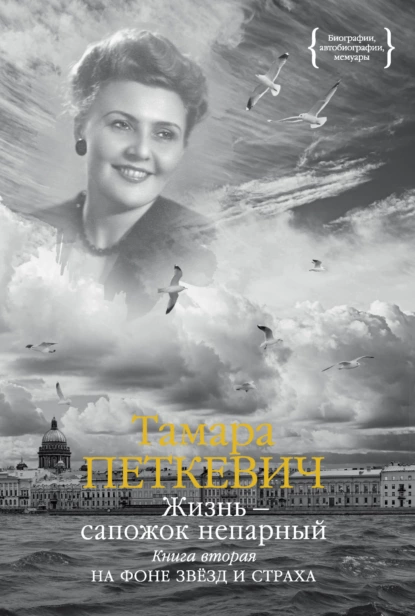 Биографии,
автобиографии,
мемуары
Тамара
ПЕТКЕВИЧ
Жизнь –
сапожок непарный
Книга вторая
НА ФОНЕ ЗВЁЗД И СТРАХА